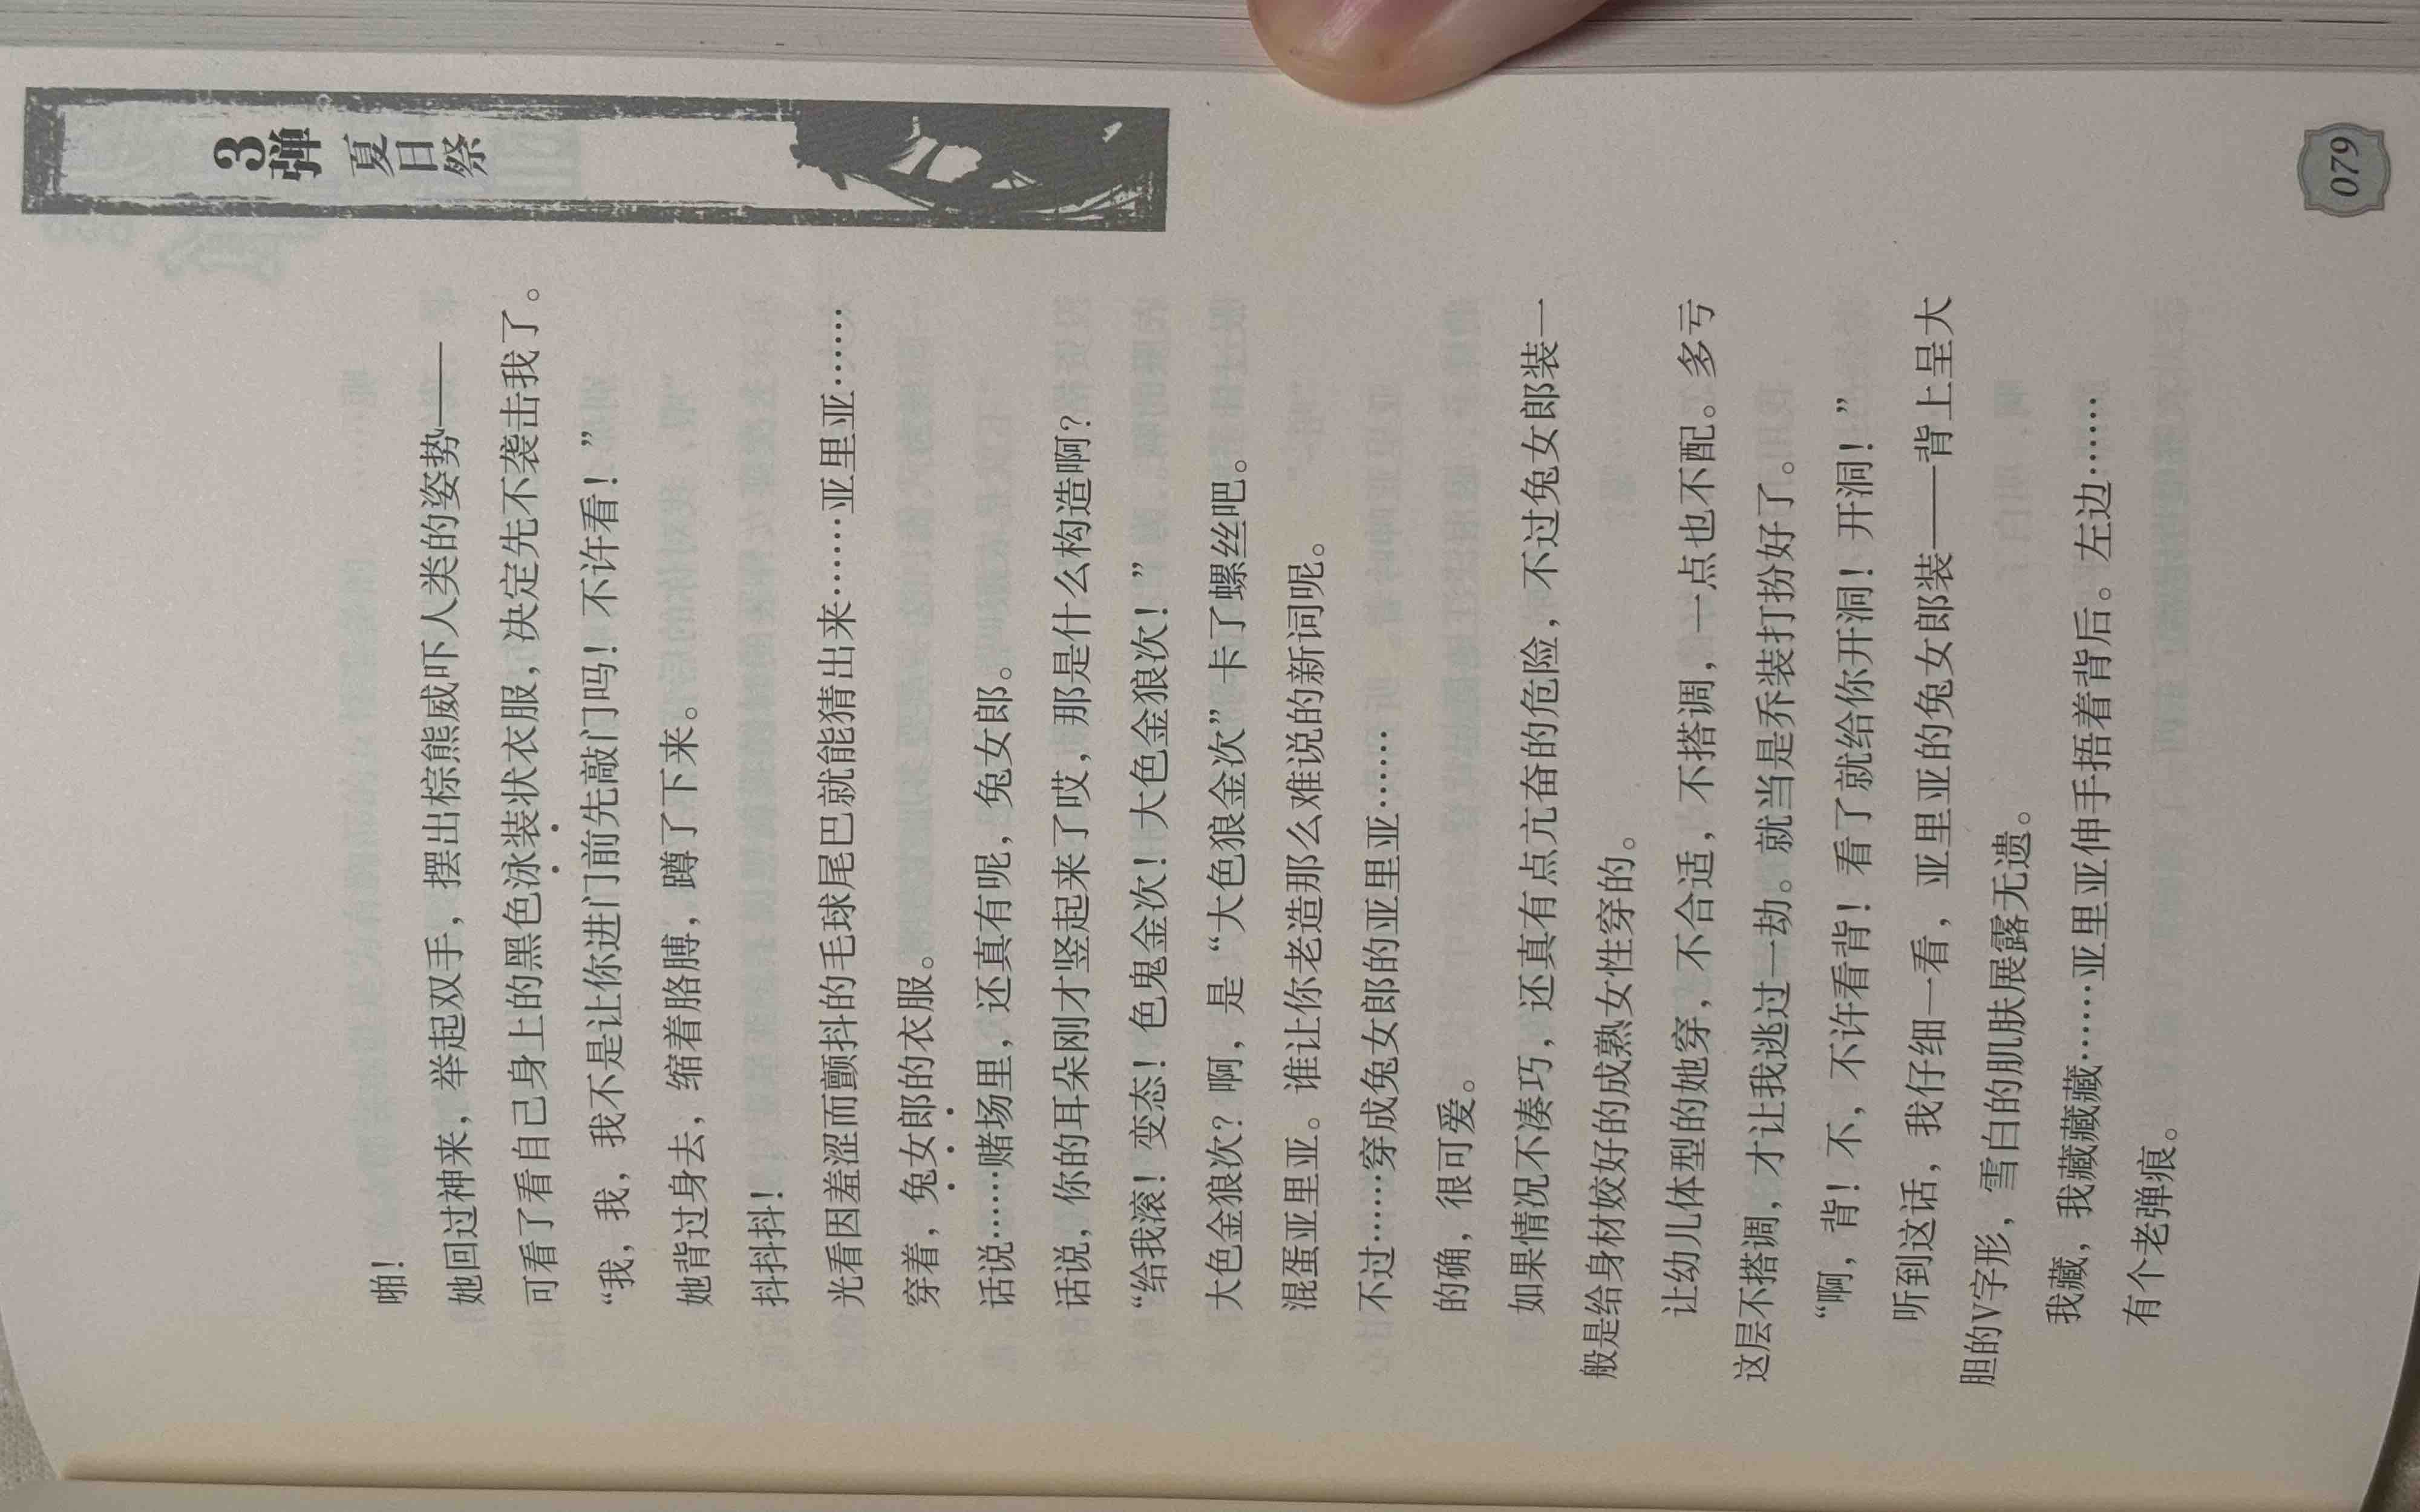 3弹 夏日祭
啪！
她回过神来，举起双手，摆出棕熊威吓人类的姿势——
可看了看自己身上的黑色泳装状衣服，决定先不袭击我了。
“我，我，我不是让你进门前先敲门吗！不许看！”
她背过身去，缩着胳膊，蹲了下来。
抖抖抖！
光看因羞涩而颤抖的毛球尾巴就能猜出来……亚里亚……
穿着，兔女郎的衣服。
话说……赌场里，还真有呢，兔女郎。
话说，你的耳朵刚才竖起来了哎，那是什么构造啊？
“给我滚！变态！色鬼金次！大色金狼次！”
大色金狼次？啊，是“大色狼金次”卡了螺丝吧。
混蛋亚里亚。谁让你老造那么难说的新词呢。
不过……穿成兔女郎的亚里亚……
的确，很可爱。
如果情况不凑巧，还真有点亢奋的危险，不过兔女郎装一
般是给身材姣好的成熟女性穿的。
让幼儿体型的她穿，不合适，不搭调，一点也不配。多亏
这层不搭调，才让我逃过一劫。就当是乔装打扮好了。
“啊，背！不，不许看背！看了就给你开洞！开洞！”
听到这话，我仔细一看，亚里亚的兔女郎装——背上呈大
胆的V字形，雪白的肌肤展露无遗。
我藏，我藏藏藏……亚里亚伸手捂着背后。左边……
有个老弹痕。
079